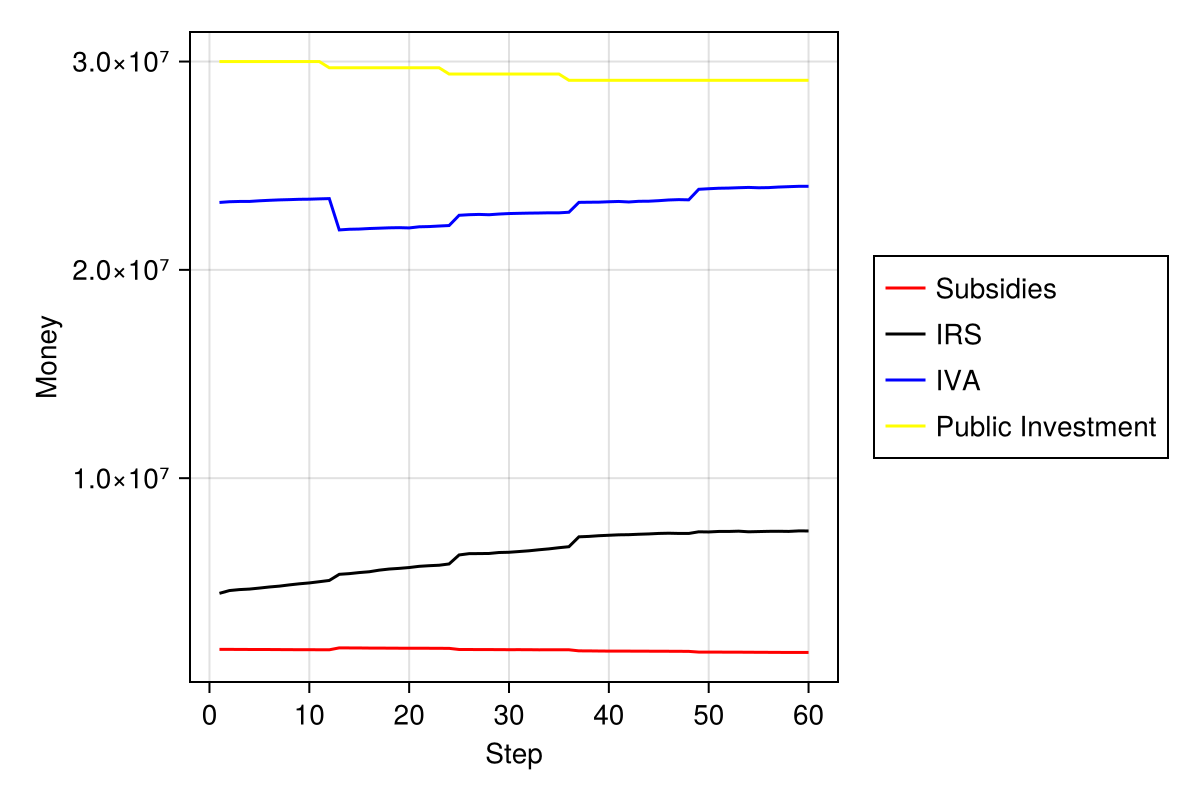 3.0×10⁷
2.0×10⁷
1.0×10⁷
Money
0 10 20 30 40 50 60
Step
Subsidies
IRS
IVA
Public Investment